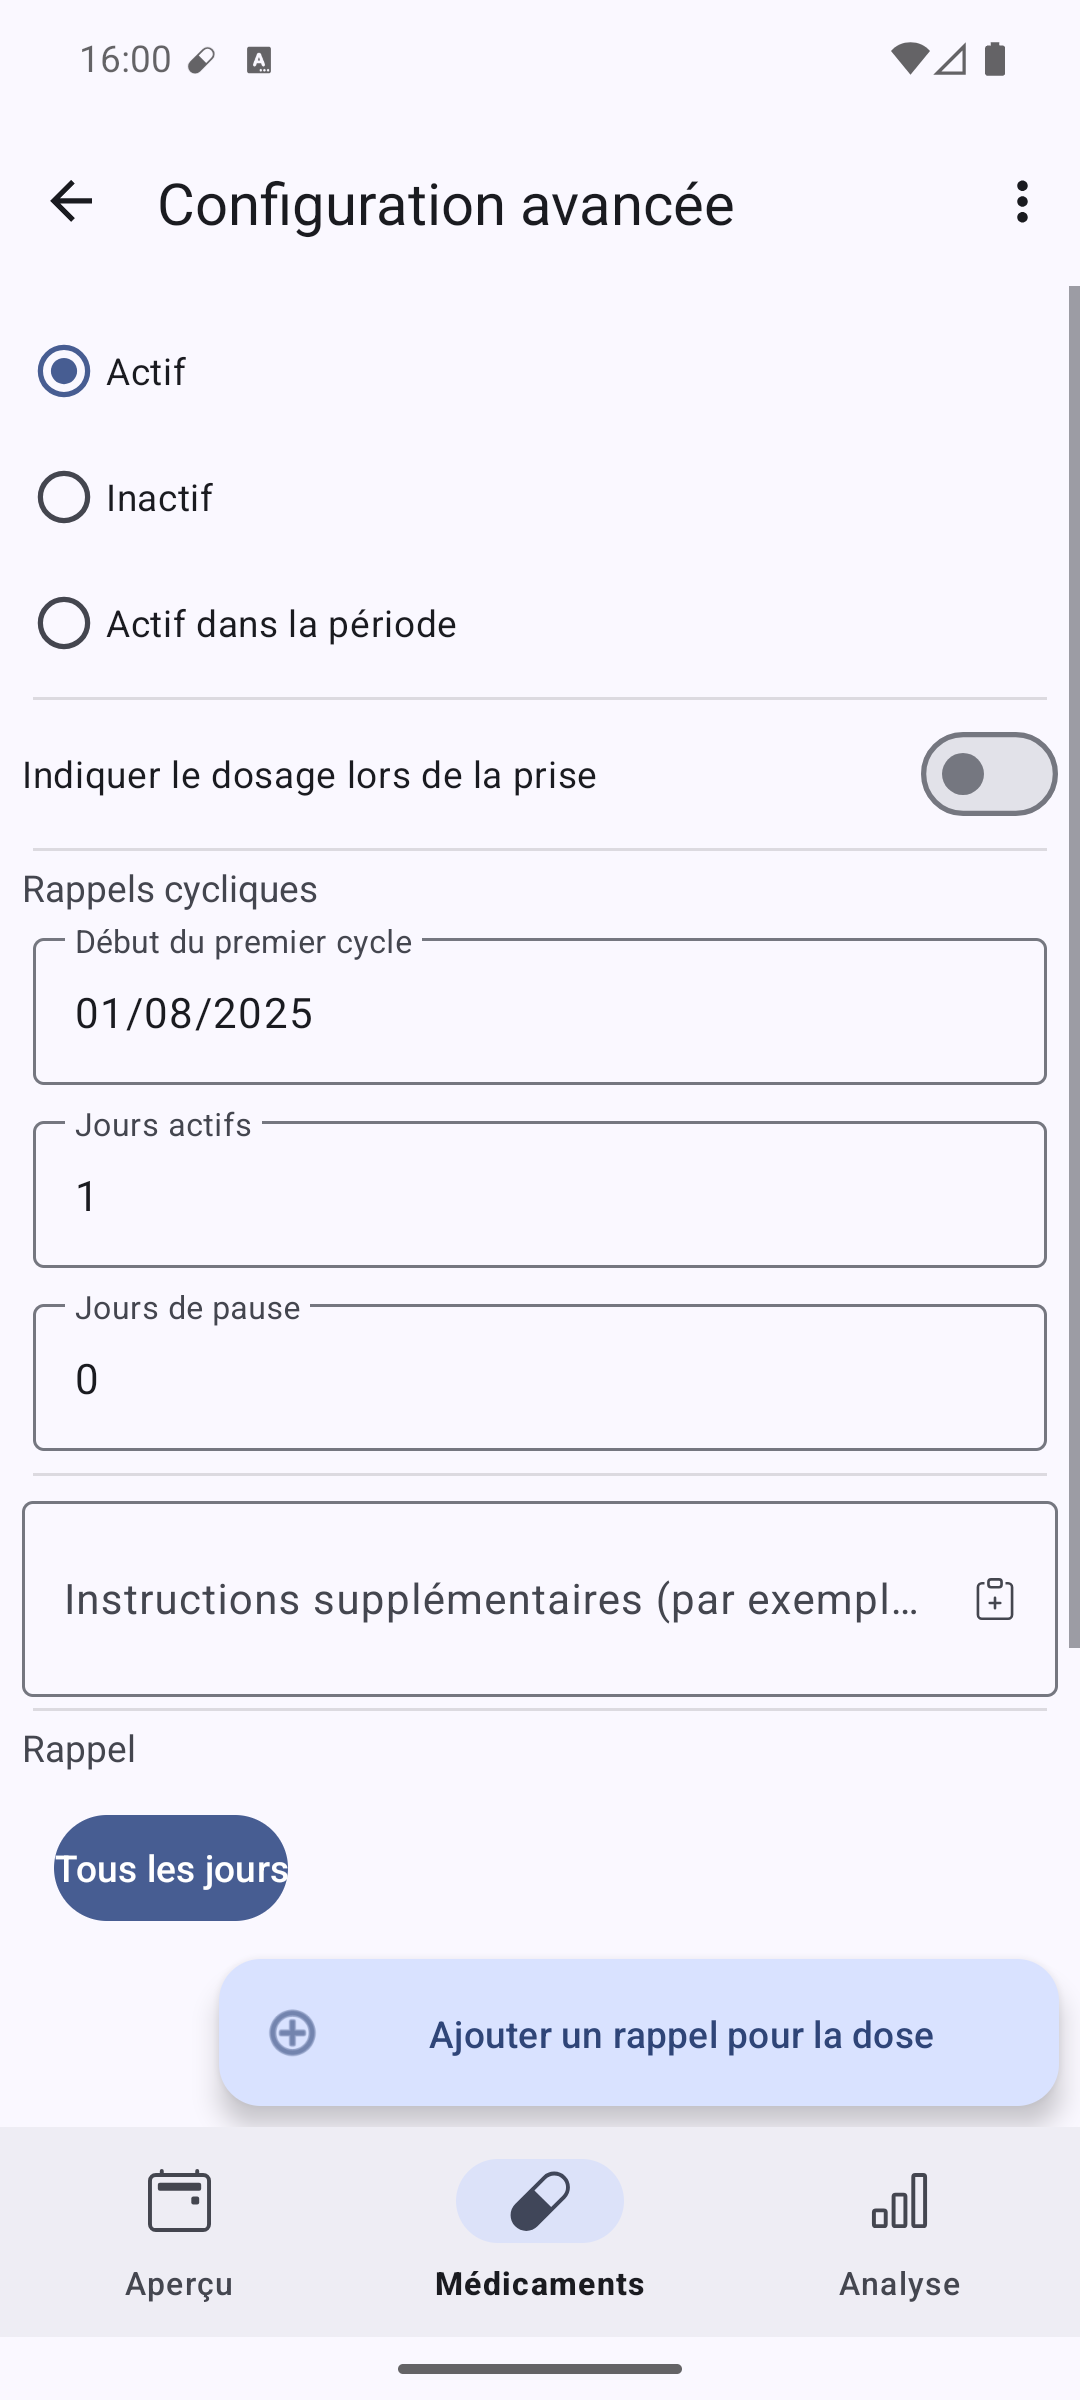 16:00
Configuration avancée
Actif
Inactif
Actif dans la période
Indiquer le dosage lors de la prise
Rappels cycliques
Début du premier cycle
01/08/2025
Jours actifs
1
Jours de pause
0
Instructions supplémentaires (par exempl…
Rappel
Tous les jours
Ajouter un rappel pour la dose
Aperçu
Médicaments
Analyse